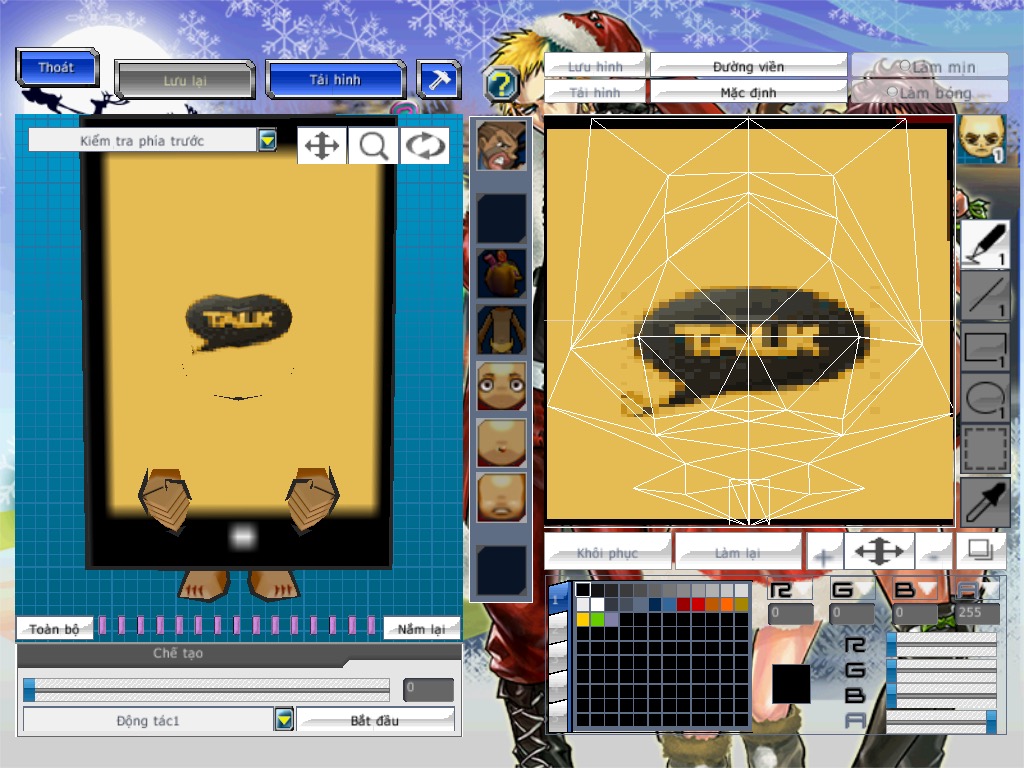 Thoát
Lưu lại
Tải hình
?
Lưu hình
Đường viền
Làm mịn
Tải hình
Mặc định
Làm bóng
Kiểm tra phía trước
1
TALK
TALK
1
1
1
1
Khôi phục
Làm lại
+
-
Toàn bộ
Nắm lại
Chế tạo
0
Động tác1
Bắt đầu
1
R
G
B
A
0
0
0
255
R
G
B
A